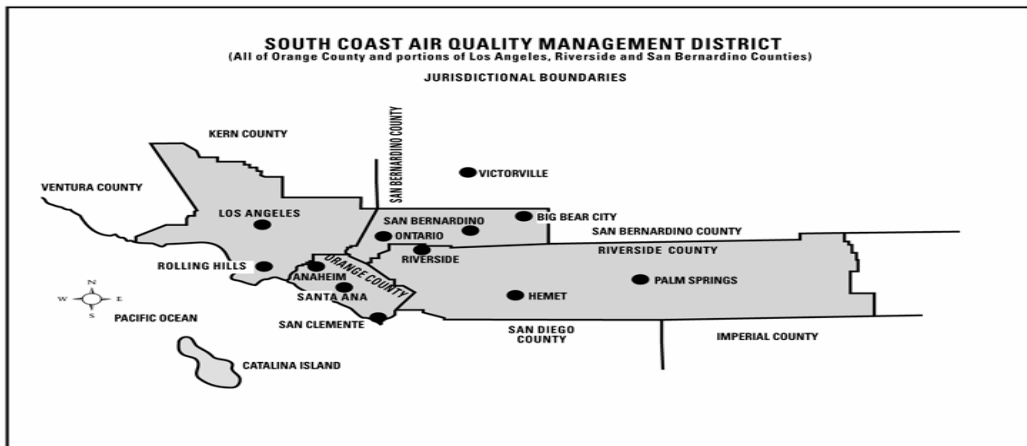 SOUTH COAST AIR QUALITY MANAGEMENT DISTRICT
(All of Orange County and portions of Los Angeles, Riverside and San Bernardino Counties)
JURISDICTIONAL BOUNDARIES
SAN BERNARDINO COUNTY
KERN COUNTY
VICTORVILLE
VENTURA COUNTY
LOS ANGELES
SAN BERNARDINO
BIG BEAR CITY
ONTARIO
SAN BERNARDINO COUNTY
RIVERSIDE COUNTY
RIVERSIDE
ROLLING HILLS
ORANGE COUNTY
ANAHEIM
PALM SPRINGS
N
W
E
S
SANTA ANA
HEMET
PACIFIC OCEAN
SAN CLEMENTE
SAN DIEGO
COUNTY
IMPERIAL COUNTY
CATALINA ISLAND